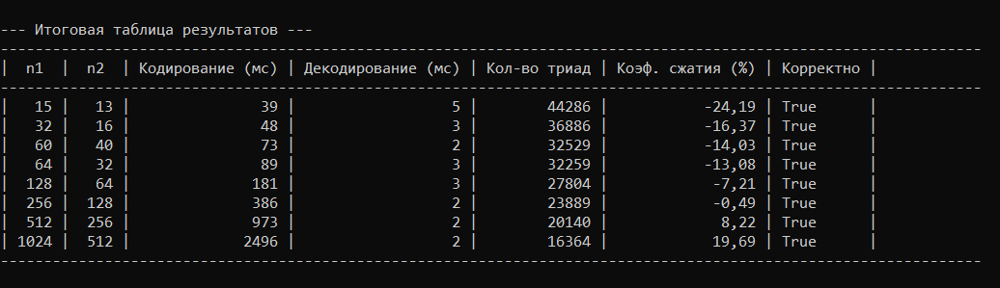 --- Итоговая таблица результатов ---
-----------------------------------------------------------------------------------------------------------------
|  n1  |  n2  | Кодирование (мс) | Декодирование (мс) | Кол-во триад | Коэф. сжатия (%) | Корректно |
-----------------------------------------------------------------------------------------------------------------
|   15 |   13 |               39 |                  5 |        44286 |           -24,19 | True      |
|   32 |   16 |               48 |                  3 |        36886 |           -16,37 | True      |
|   60 |   40 |               73 |                  2 |        32529 |           -14,03 | True      |
|   64 |   32 |               89 |                  3 |        32259 |           -13,08 | True      |
|  128 |   64 |              181 |                  3 |        27804 |            -7,21 | True      |
|  256 |  128 |              386 |                  2 |        23889 |            -0,49 | True      |
|  512 |  256 |              973 |                  2 |        20140 |             8,22 | True      |
| 1024 |  512 |             2496 |                  2 |        16364 |            19,69 | True      |
-----------------------------------------------------------------------------------------------------------------